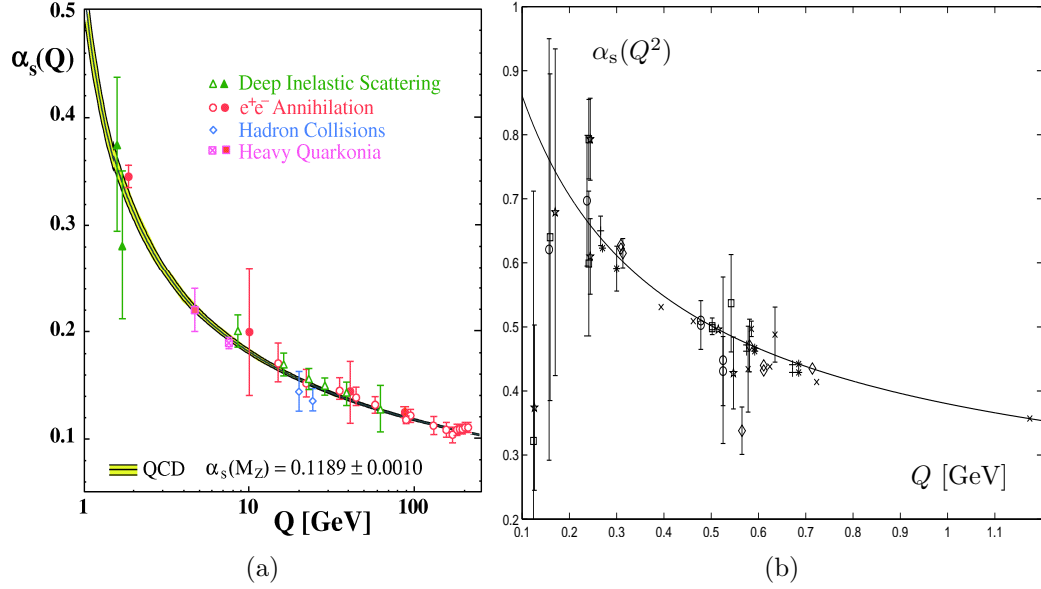 0.5
αs(Q)
0.4
0.3
0.2
0.1
Deep Inelastic Scattering
e⁺e⁻ Annihilation
Hadron Collisions
Heavy Quarkonia
QCD αs(MZ) = 0.1189 ± 0.0010
1 10 100
Q [GeV]
(a)
1
0.9
0.8
0.7
0.6
0.5
0.4
0.3
0.2
αs(Q²)
Q [GeV]
0.1 0.2 0.3 0.4 0.5 0.6 0.7 0.8 0.9 1 1.1
(b)